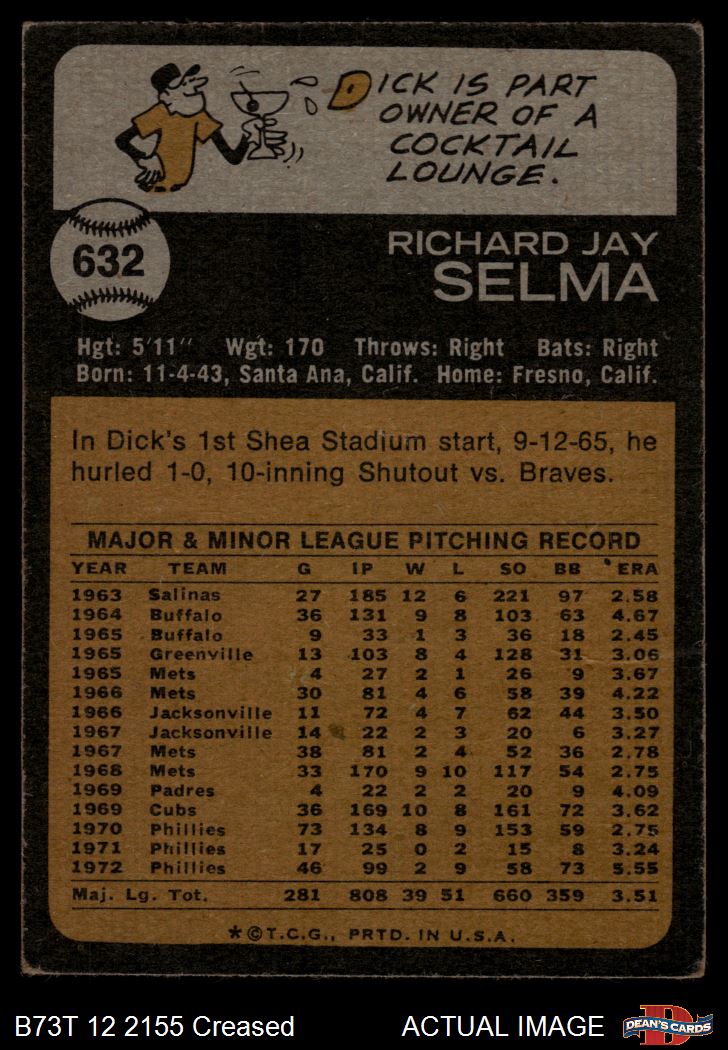 DICK IS PART
OWNER OF A
COCKTAIL
LOUNGE.
632
RICHARD JAY
SELMA
Hgt: 5'11" Wgt: 170 Throws: Right Bats: Right
Born: 11-4-43, Santa Ana, Calif. Home: Fresno, Calif.
In Dick's 1st Shea Stadium start, 9-12-65, he
hurled 1-0, 10-inning Shutout vs. Braves.
MAJOR & MINOR LEAGUE PITCHING RECORD
YEAR TEAM G IP W L SO BB ERA
1963 Salinas 27 185 12 6 221 97 2.58
1964 Buffalo 36 131 9 8 103 63 4.67
1965 Buffalo 9 33 1 3 36 18 2.45
1965 Greenville 13 103 8 4 128 31 3.06
1965 Mets 4 27 2 1 26 9 3.67
1966 Mets 30 81 4 6 58 39 4.22
1966 Jacksonville 11 72 4 7 62 44 3.50
1967 Jacksonville 14 22 2 3 20 6 3.27
1967 Mets 38 81 2 4 52 36 2.78
1968 Mets 33 170 9 10 117 54 2.75
1969 Padres 4 22 2 2 20 9 4.09
1969 Cubs 36 169 10 8 161 72 3.62
1970 Phillies 73 134 8 9 153 59 2.75
1971 Phillies 17 25 0 2 15 8 3.24
1972 Phillies 46 99 2 9 58 73 5.55
Maj. Lg. Tot. 281 808 39 51 660 359 3.51
*©T.C.G., PRTD. IN U.S.A.
B73T 12 2155 Creased ACTUAL IMAGE
D
DEAN'S CARDS